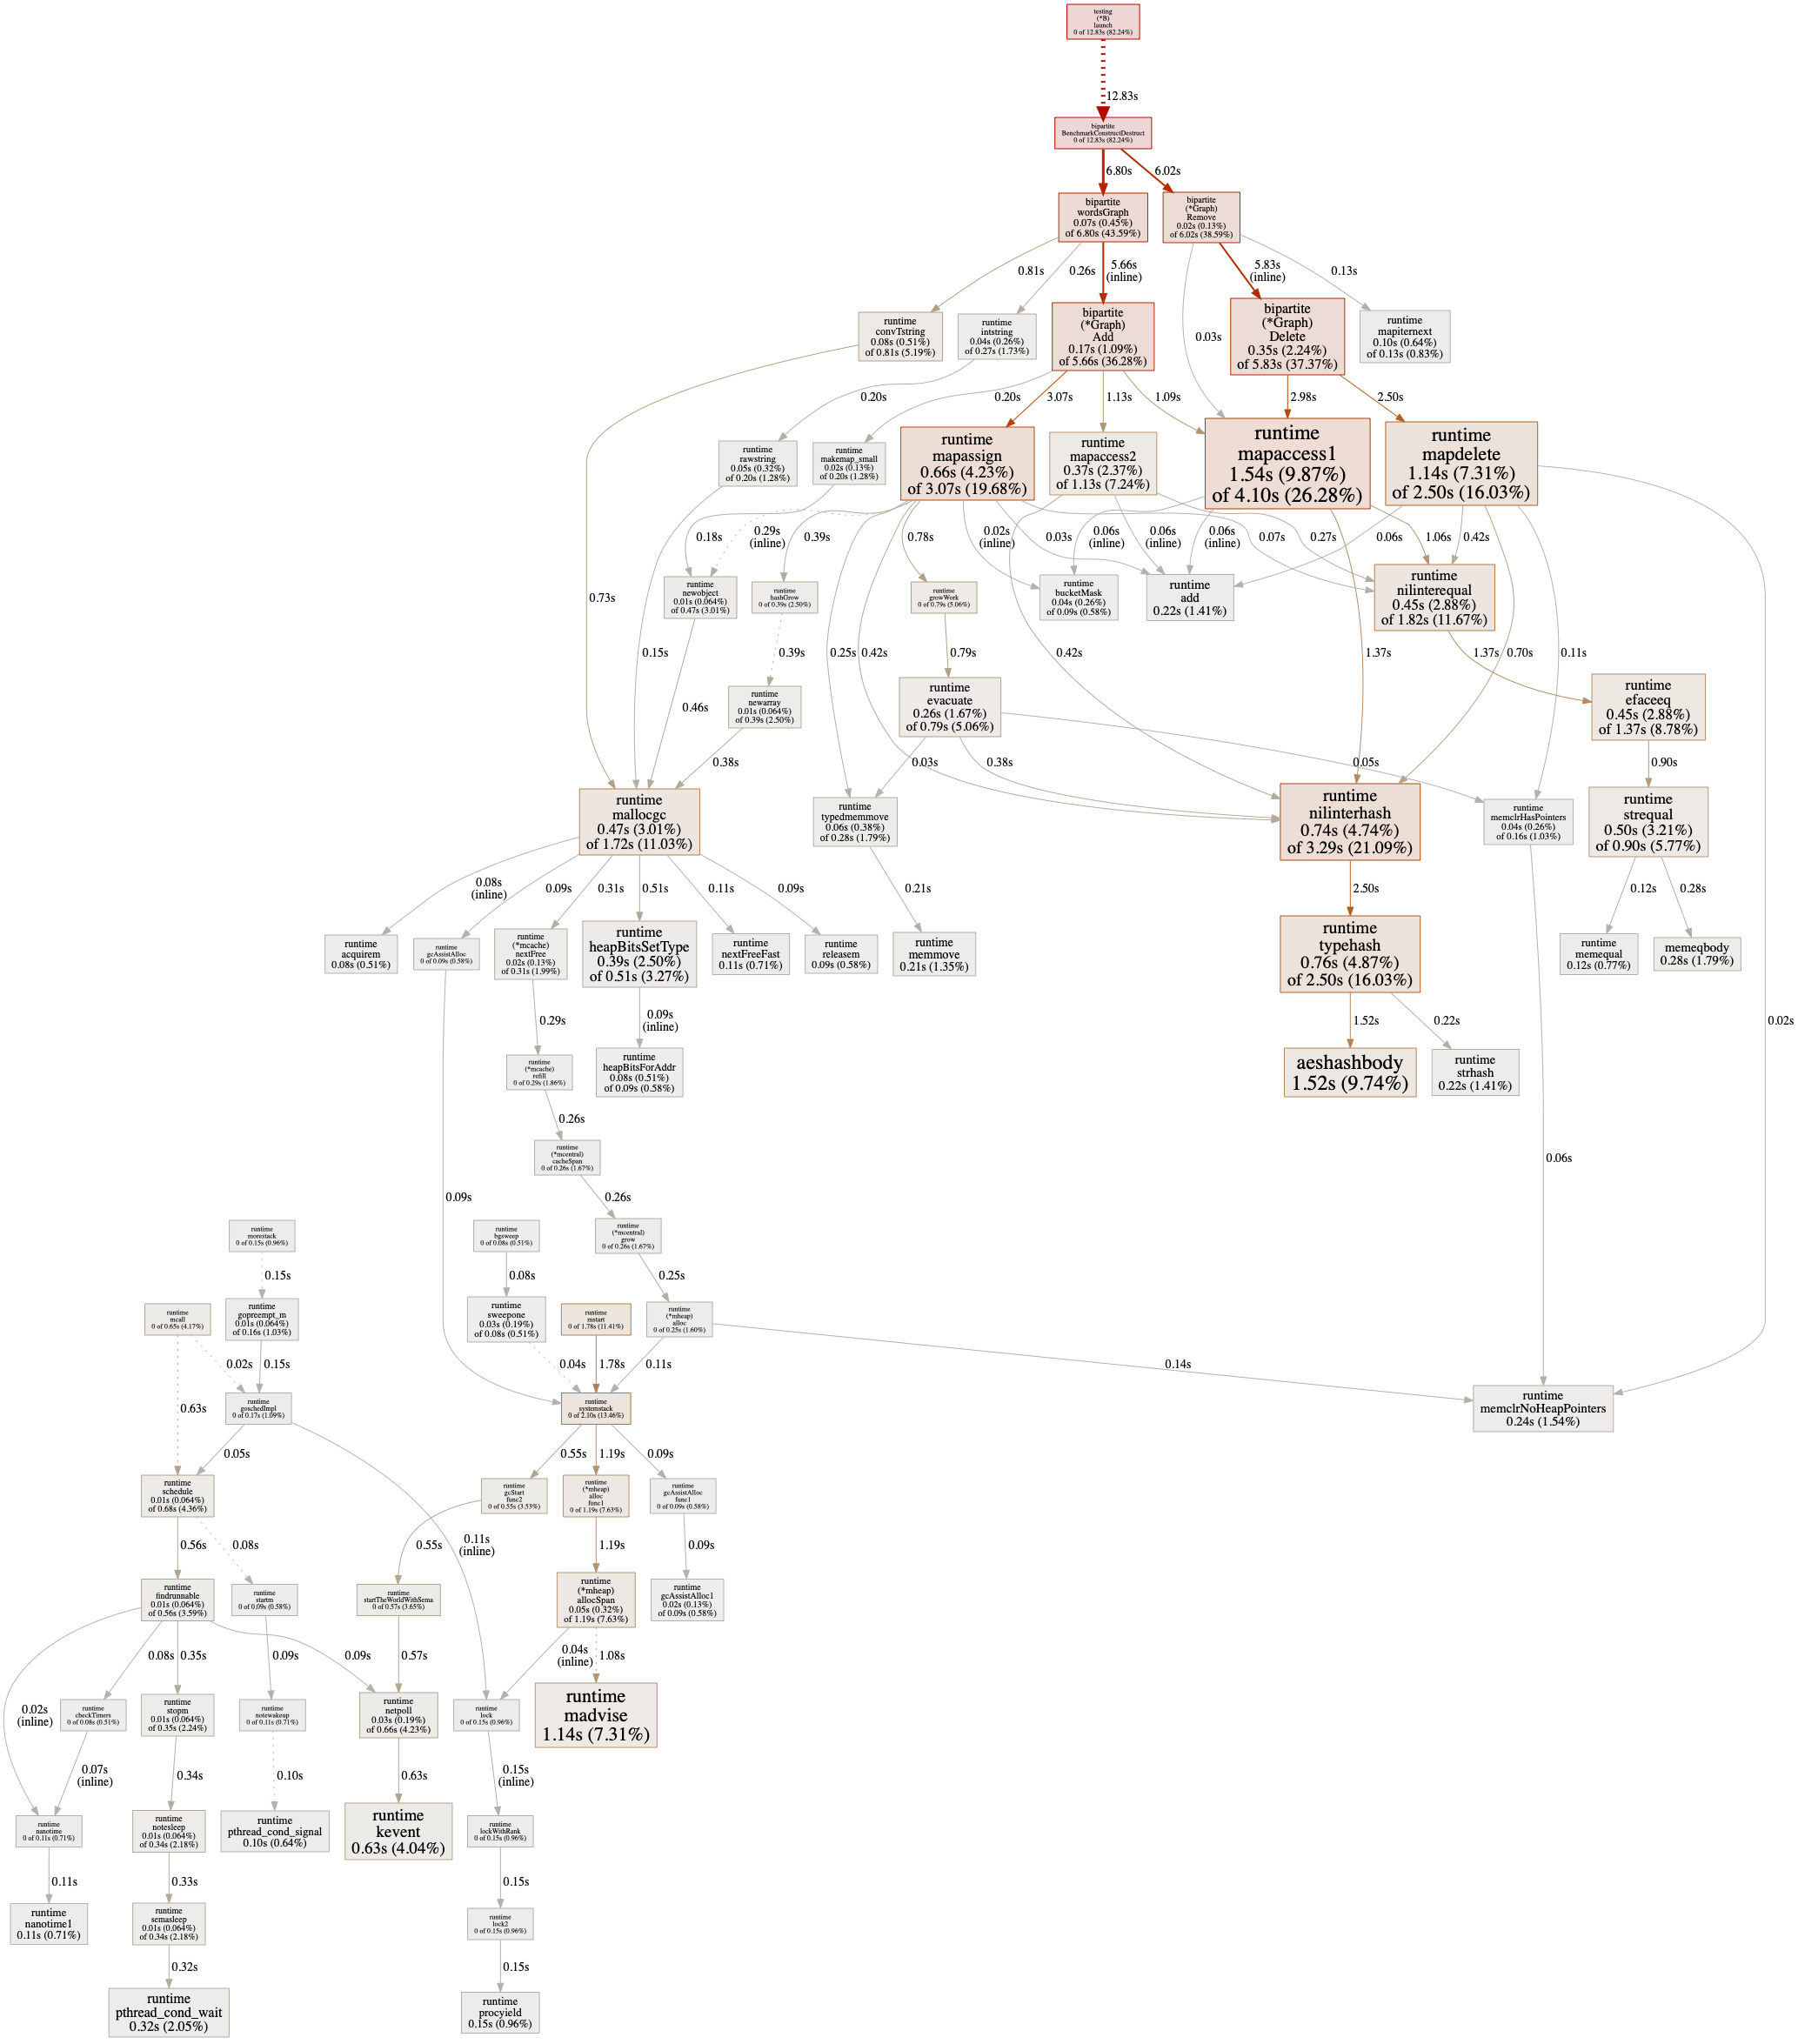 testing
(*B)
launch
0 of 12.83s (82.24%)
12.83s
bipartite
BenchmarkConstructDestruct
0 of 12.83s (82.24%)
6.80s
6.02s
bipartite
wordsGraph
0.07s (0.45%)
of 6.80s (43.59%)
bipartite
(*Graph)
Remove
0.02s (0.13%)
of 6.02s (38.59%)
0.81s
0.26s
5.66s
(inline)
5.83s
(inline)
0.13s
0.03s
runtime
convTstring
0.08s (0.51%)
of 0.81s (5.19%)
runtime
intstring
0.04s (0.26%)
of 0.27s (1.73%)
bipartite
(*Graph)
Add
0.17s (1.09%)
of 5.66s (36.28%)
bipartite
(*Graph)
Delete
0.35s (2.24%)
of 5.83s (37.37%)
runtime
mapiternext
0.10s (0.64%)
of 0.13s (0.83%)
0.20s
0.20s
3.07s
1.13s
1.09s
2.98s
2.50s
runtime
rawstring
0.05s (0.32%)
of 0.20s (1.28%)
runtime
makemap_small
0.02s (0.13%)
of 0.20s (1.28%)
runtime
mapassign
0.66s (4.23%)
of 3.07s (19.68%)
runtime
mapaccess2
0.37s (2.37%)
of 1.13s (7.24%)
runtime
mapaccess1
1.54s (9.87%)
of 4.10s (26.28%)
runtime
mapdelete
1.14s (7.31%)
of 2.50s (16.03%)
0.18s
0.29s
(inline)
0.39s
0.78s
0.02s
(inline)
0.03s
0.06s
(inline)
0.06s
(inline)
0.06s
(inline)
0.07s
0.27s
0.06s
1.06s
0.42s
runtime
newobject
0.01s (0.064%)
of 0.47s (3.01%)
runtime
hashGrow
0 of 0.39s (2.50%)
runtime
growWork
0 of 0.79s (5.06%)
runtime
bucketMask
0.04s (0.26%)
of 0.09s (0.58%)
runtime
add
0.22s (1.41%)
runtime
nilinterequal
0.45s (2.88%)
of 1.82s (11.67%)
0.73s
0.15s
0.39s
0.25s
0.42s
0.79s
0.42s
1.37s
1.37s
0.70s
0.11s
0.46s
runtime
newarray
0.01s (0.064%)
of 0.39s (2.50%)
runtime
evacuate
0.26s (1.67%)
of 0.79s (5.06%)
runtime
efaceeq
0.45s (2.88%)
of 1.37s (8.78%)
0.38s
0.03s
0.38s
0.05s
0.90s
runtime
mallocgc
0.47s (3.01%)
of 1.72s (11.03%)
runtime
typedmemmove
0.06s (0.38%)
of 0.28s (1.79%)
runtime
nilinterhash
0.74s (4.74%)
of 3.29s (21.09%)
runtime
memclrHasPointers
0.04s (0.26%)
of 0.16s (1.03%)
runtime
strequal
0.50s (3.21%)
of 0.90s (5.77%)
0.08s
(inline)
0.09s
0.31s
0.51s
0.11s
0.09s
0.21s
2.50s
0.12s
0.28s
runtime
acquirem
0.08s (0.51%)
runtime
gcAssistAlloc
0 of 0.09s (0.58%)
runtime
(*mcache)
nextFree
0.02s (0.13%)
of 0.31s (1.99%)
runtime
heapBitsSetType
0.39s (2.50%)
of 0.51s (3.27%)
runtime
nextFreeFast
0.11s (0.71%)
runtime
releasem
0.09s (0.58%)
runtime
memmove
0.21s (1.35%)
runtime
typehash
0.76s (4.87%)
of 2.50s (16.03%)
runtime
memequal
0.12s (0.77%)
memeqbody
0.28s (1.79%)
0.29s
0.09s
(inline)
1.52s
0.22s
0.02s
runtime
(*mcache)
refill
0 of 0.29s (1.86%)
runtime
heapBitsForAddr
0.08s (0.51%)
of 0.09s (0.58%)
aeshashbody
1.52s (9.74%)
runtime
strhash
0.22s (1.41%)
0.26s
runtime
(*mcentral)
cacheSpan
0 of 0.26s (1.67%)
0.06s
0.09s
0.26s
runtime
morestack
0 of 0.15s (0.96%)
runtime
bgsweep
0 of 0.08s (0.51%)
runtime
(*mcentral)
grow
0 of 0.26s (1.67%)
0.15s
0.08s
0.25s
runtime
mcall
0 of 0.65s (4.17%)
runtime
gopreempt_m
0.01s (0.064%)
of 0.16s (1.03%)
runtime
sweepone
0.03s (0.19%)
of 0.08s (0.51%)
runtime
mstart
0 of 1.78s (11.41%)
runtime
(*mheap)
alloc
0 of 0.25s (1.60%)
0.02s
0.15s
0.04s
1.78s
0.11s
0.14s
0.63s
runtime
goschedImpl
0 of 0.17s (1.09%)
runtime
systemstack
0 of 2.10s (13.46%)
runtime
memclrNoHeapPointers
0.24s (1.54%)
0.05s
0.55s
1.19s
0.09s
runtime
schedule
0.01s (0.064%)
of 0.68s (4.36%)
runtime
gcStart
func2
0 of 0.55s (3.53%)
runtime
(*mheap)
alloc
func1
0 of 1.19s (7.63%)
runtime
gcAssistAlloc
func1
0 of 0.09s (0.58%)
0.56s
0.08s
0.55s
0.11s
(inline)
1.19s
0.09s
runtime
findrunnable
0.01s (0.064%)
of 0.56s (3.59%)
runtime
startm
0 of 0.09s (0.58%)
runtime
startTheWorldWithSema
0 of 0.57s (3.65%)
runtime
(*mheap)
allocSpan
0.05s (0.32%)
of 1.19s (7.63%)
runtime
gcAssistAlloc1
0.02s (0.13%)
of 0.09s (0.58%)
0.02s
(inline)
0.08s
0.35s
0.09s
0.09s
0.57s
0.04s
(inline)
1.08s
runtime
checkTimers
0 of 0.08s (0.51%)
runtime
stopm
0.01s (0.064%)
of 0.35s (2.24%)
runtime
notewakeup
0 of 0.11s (0.71%)
runtime
netpoll
0.03s (0.19%)
of 0.66s (4.23%)
runtime
lock
0 of 0.15s (0.96%)
runtime
madvise
1.14s (7.31%)
0.07s
(inline)
0.34s
0.10s
0.63s
0.15s
(inline)
runtime
nanotime
0 of 0.11s (0.71%)
runtime
notesleep
0.01s (0.064%)
of 0.34s (2.18%)
runtime
pthread_cond_signal
0.10s (0.64%)
runtime
kevent
0.63s (4.04%)
runtime
lockWithRank
0 of 0.15s (0.96%)
0.11s
0.33s
0.15s
runtime
nanotime1
0.11s (0.71%)
runtime
semasleep
0.01s (0.064%)
of 0.34s (2.18%)
runtime
lock2
0 of 0.15s (0.96%)
0.32s
0.15s
runtime
pthread_cond_wait
0.32s (2.05%)
runtime
procyield
0.15s (0.96%)